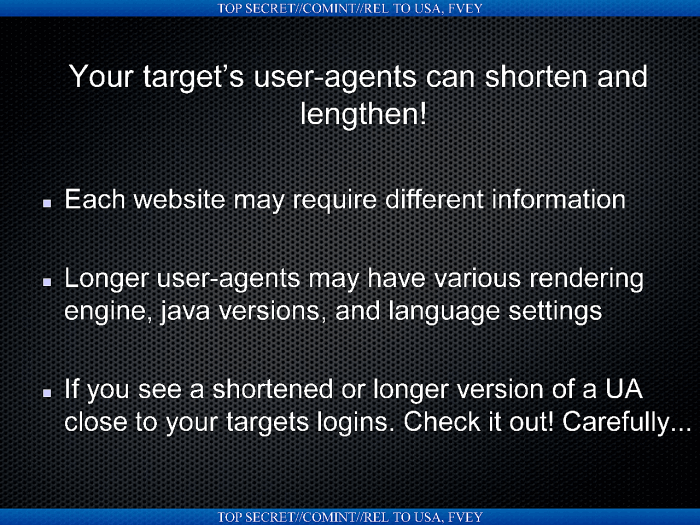 TOP SECRET//COMINT//REL TO USA, FVEY
Your target's user-agents can shorten and
lengthen!
Each website may require different information
Longer user-agents may have various rendering
engine, java versions, and language settings
If you see a shortened or longer version of a UA
close to your targets logins. Check it out! Carefully...
TOP SECRET//COMINT//REL TO USA, FVEY